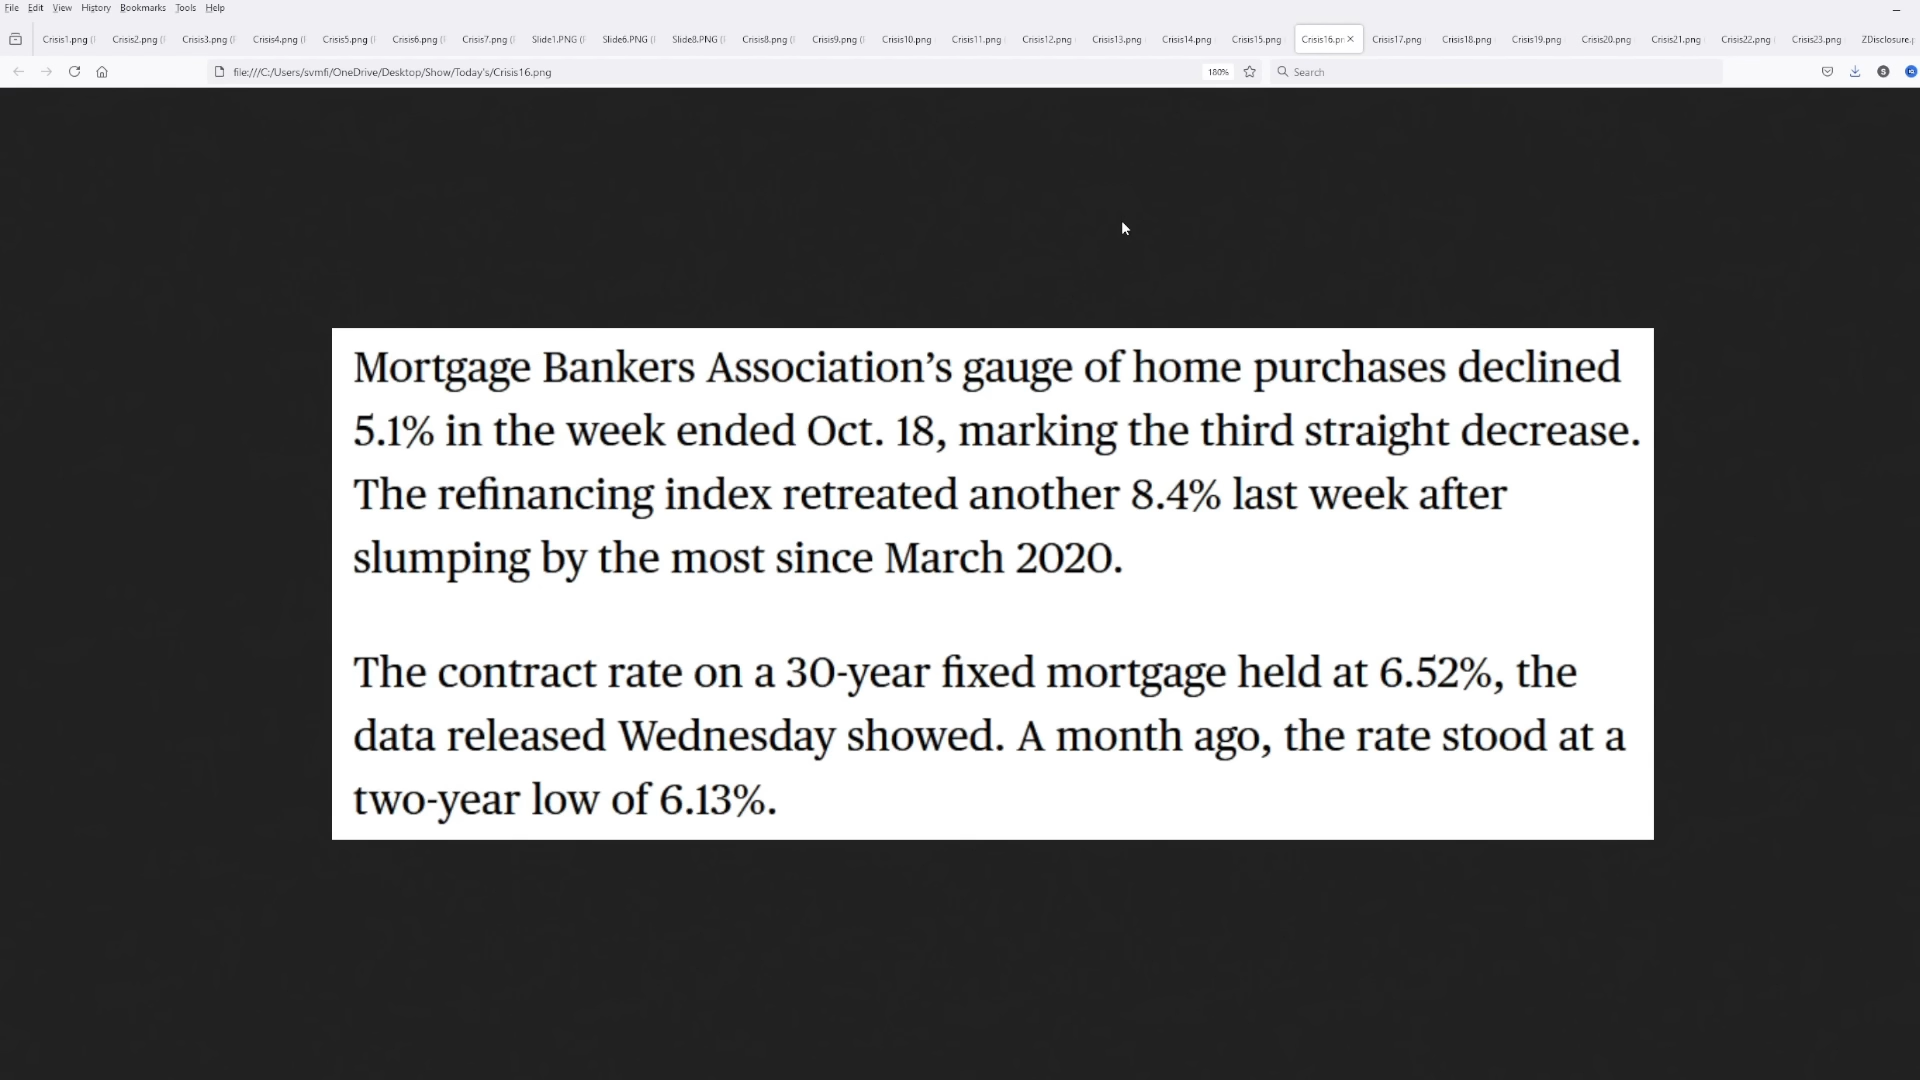 File Edit View History Bookmarks Tools Help
Crisis1.png ( Crisis2.png ( Crisis3.png ( Crisis4.png ( Crisis5.png ( Crisis6.png ( Crisis7.png ( Slide1.PNG ( Slide6.PNG ( Slide8.PNG ( Crisis8.png ( Crisis9.png ( Crisis10.png Crisis11.png Crisis12.png Crisis13.png Crisis14.png Crisis15.png Crisis16.pr Crisis17.png Crisis18.png Crisis19.png Crisis20.png Crisis21.png Crisis22.png Crisis23.png ZDisclosure.p
file:///C:/Users/svmfi/OneDrive/Desktop/Show/Today's/Crisis16.png 180% Search S
Mortgage Bankers Association’s gauge of home purchases declined
5.1% in the week ended Oct. 18, marking the third straight decrease.
The refinancing index retreated another 8.4% last week after
slumping by the most since March 2020.
The contract rate on a 30-year fixed mortgage held at 6.52%, the
data released Wednesday showed. A month ago, the rate stood at a
two-year low of 6.13%.